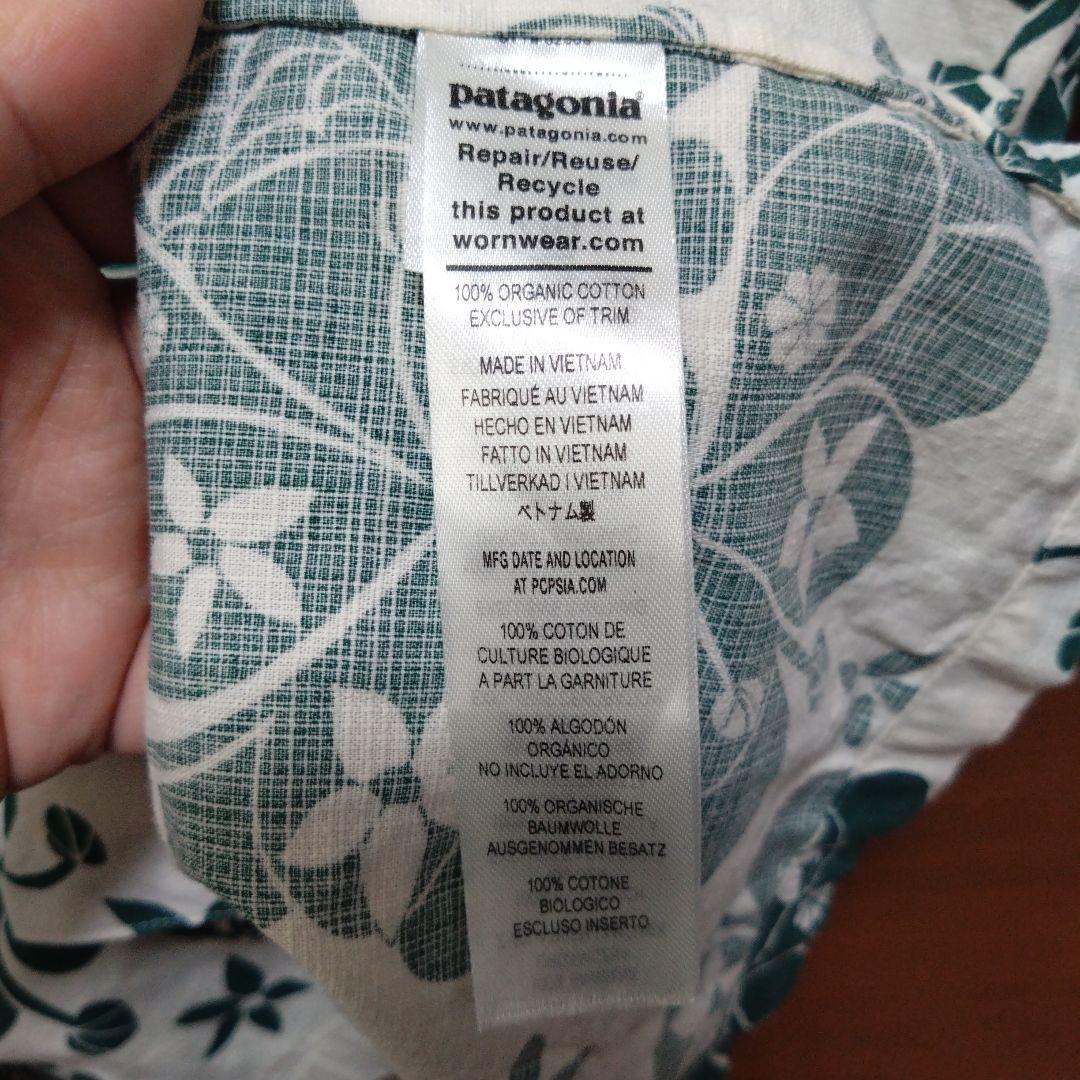 patagonia®
www.patagonia.com
Repair/Reuse/
Recycle
this product at
wornwear.com
100% ORGANIC COTTON
EXCLUSIVE OF TRIM
MADE IN VIETNAM
FABRIQUÉ AU VIETNAM
HECHO EN VIETNAM
FATTO IN VIETNAM
TILLVERKAD I VIETNAM
ベトナム製
MFG DATE AND LOCATION
AT PCPSIA.COM
100% COTON DE
CULTURE BIOLOGIQUE
A PART LA GARNITURE
100% ALGODÓN
ORGÁNICO
NO INCLUYE EL ADORNO
100% ORGANISCHE
BAUMWOLLE
AUSGENOMMEN BESATZ
100% COTONE
BIOLOGICO
ESCLUSO INSERTO